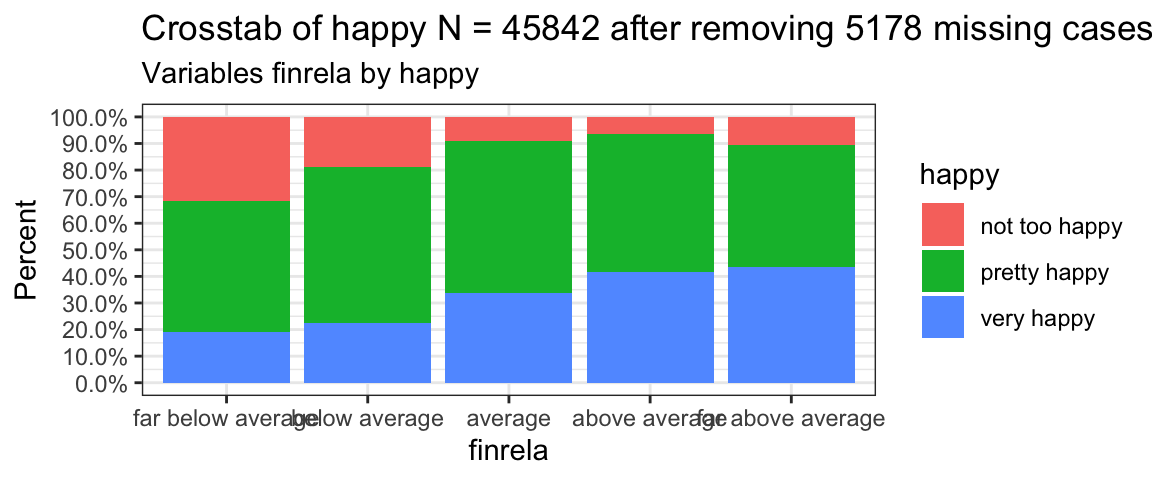 Crosstab of happy N = 45842 after removing 5178 missing cases
Variables finrela by happy
Percent
100.0%
90.0%
80.0%
70.0%
60.0%
50.0%
40.0%
30.0%
20.0%
10.0%
0.0%
far below average below average average above average far above average
finrela
happy
not too happy
pretty happy
very happy